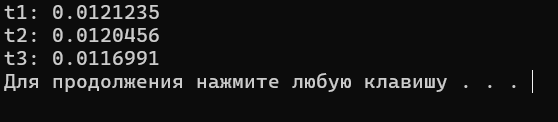 t1: 0.0121235
t2: 0.0120456
t3: 0.0116991
Для продолжения нажмите любую клавишу . . .